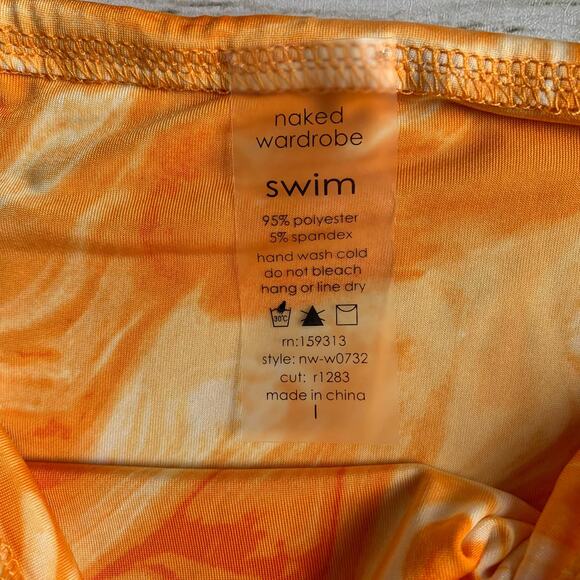 naked
wardrobe
swim
95% polyester
5% spandex
hand wash cold
do not bleach
hang or line dry
30°C
rn:159313
style: nw-w0732
cut: r1283
made in china
l